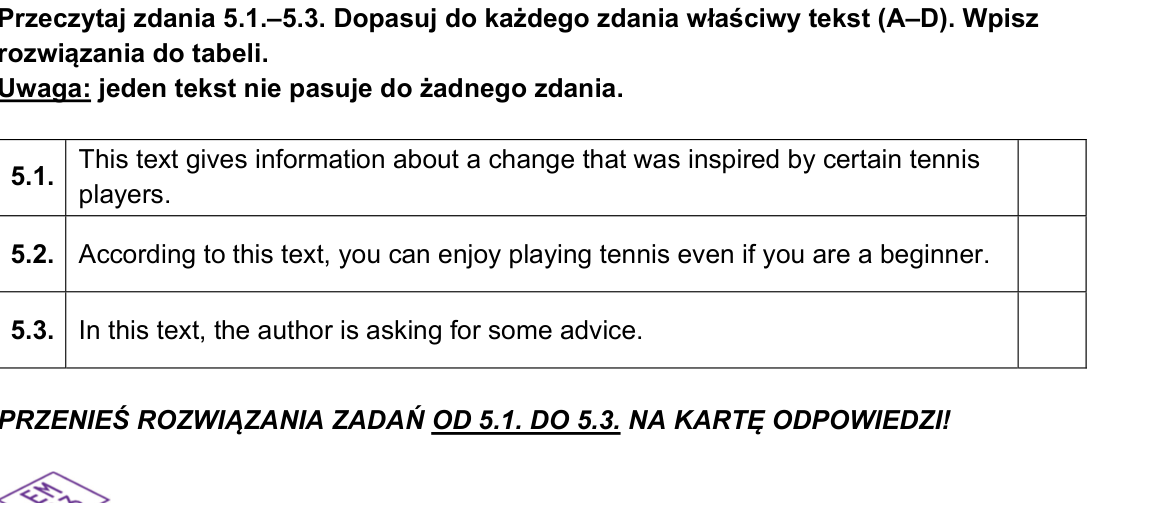 Przeczytaj zdania 5.1.–5.3. Dopasuj do każdego zdania właściwy tekst (A–D). Wpisz
rozwiązania do tabeli.
Uwaga: jeden tekst nie pasuje do żadnego zdania.
5.1. This text gives information about a change that was inspired by certain tennis
players.
5.2. According to this text, you can enjoy playing tennis even if you are a beginner.
5.3. In this text, the author is asking for some advice.
PRZENIEŚ ROZWIĄZANIA ZADAŃ OD 5.1. DO 5.3. NA KARTĘ ODPOWIEDZI!